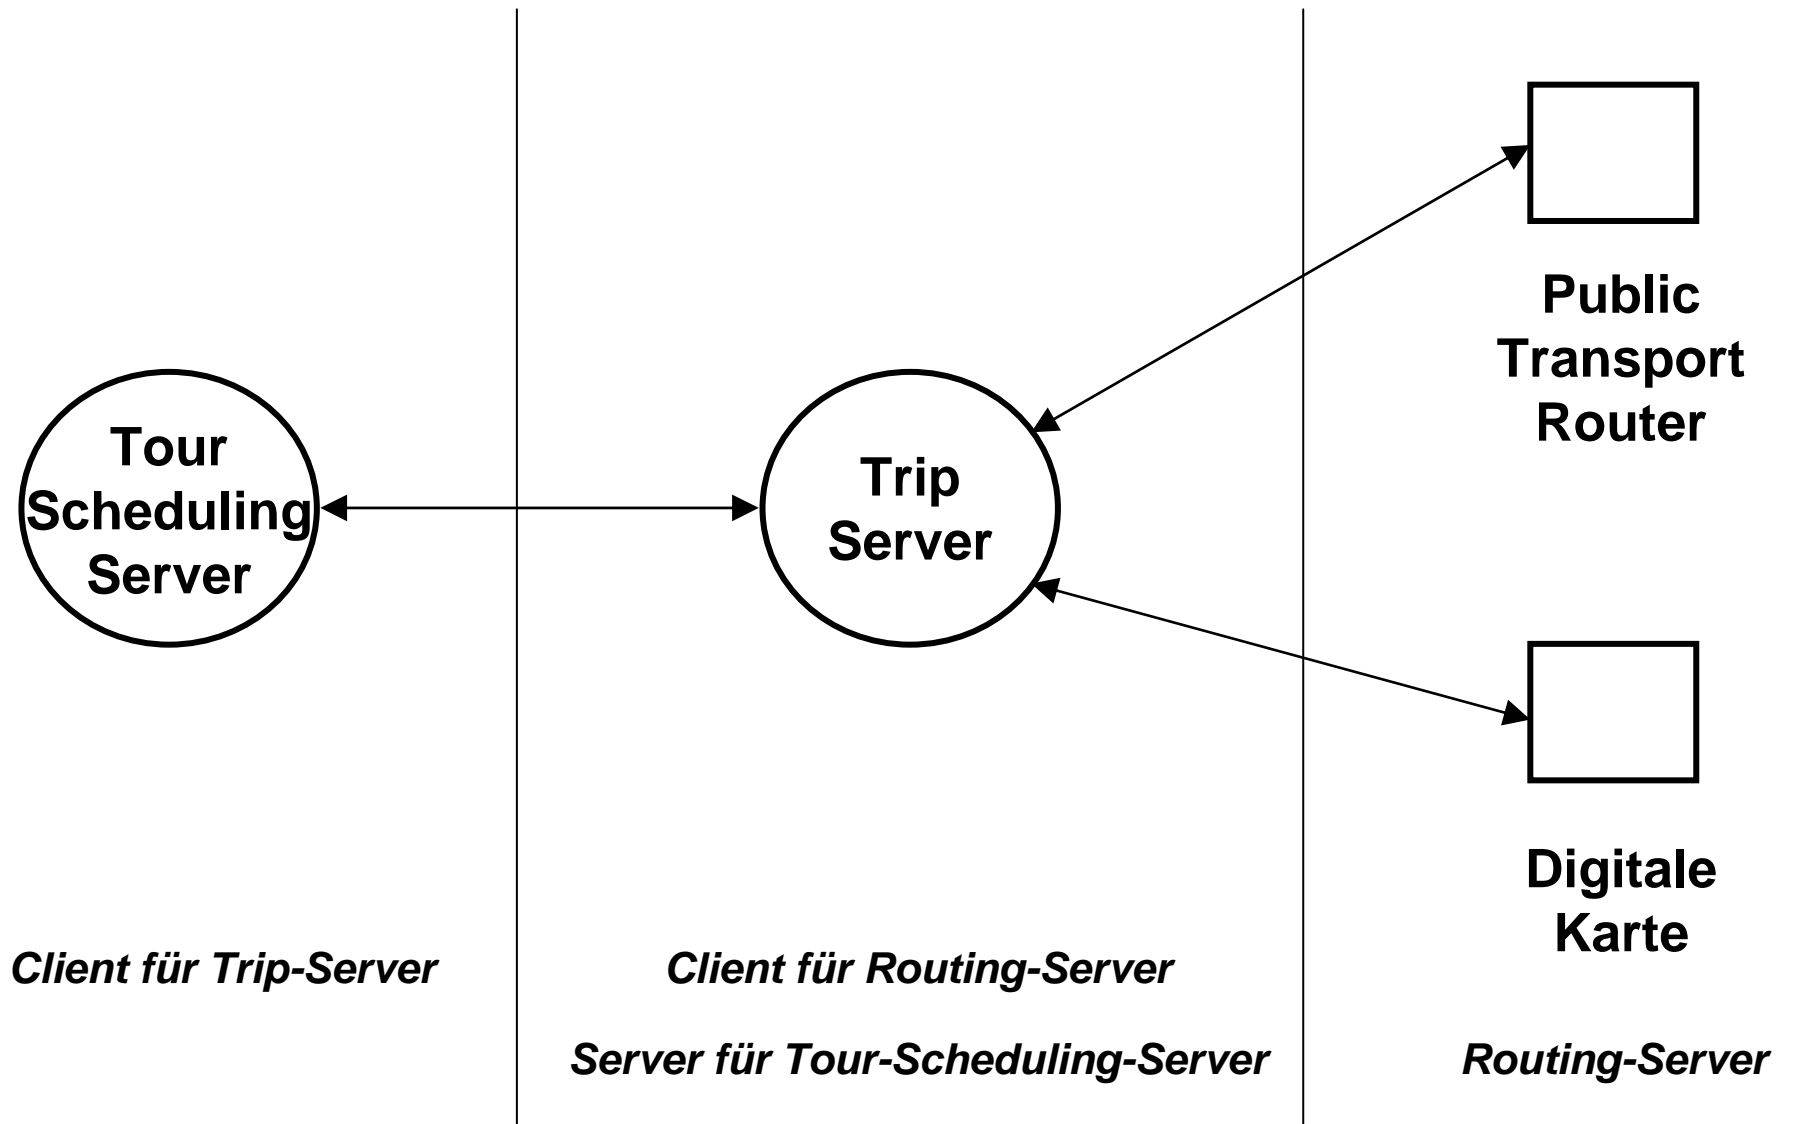 Tour
Scheduling
Server
Trip
Server
Public
Transport
Router
Digitale
Karte
Client für Trip-Server
Client für Routing-Server
Server für Tour-Scheduling-Server
Routing-Server